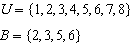 U = {1, 2, 3, 4, 5, 6, 7, 8}
B = {2, 3, 5, 6}